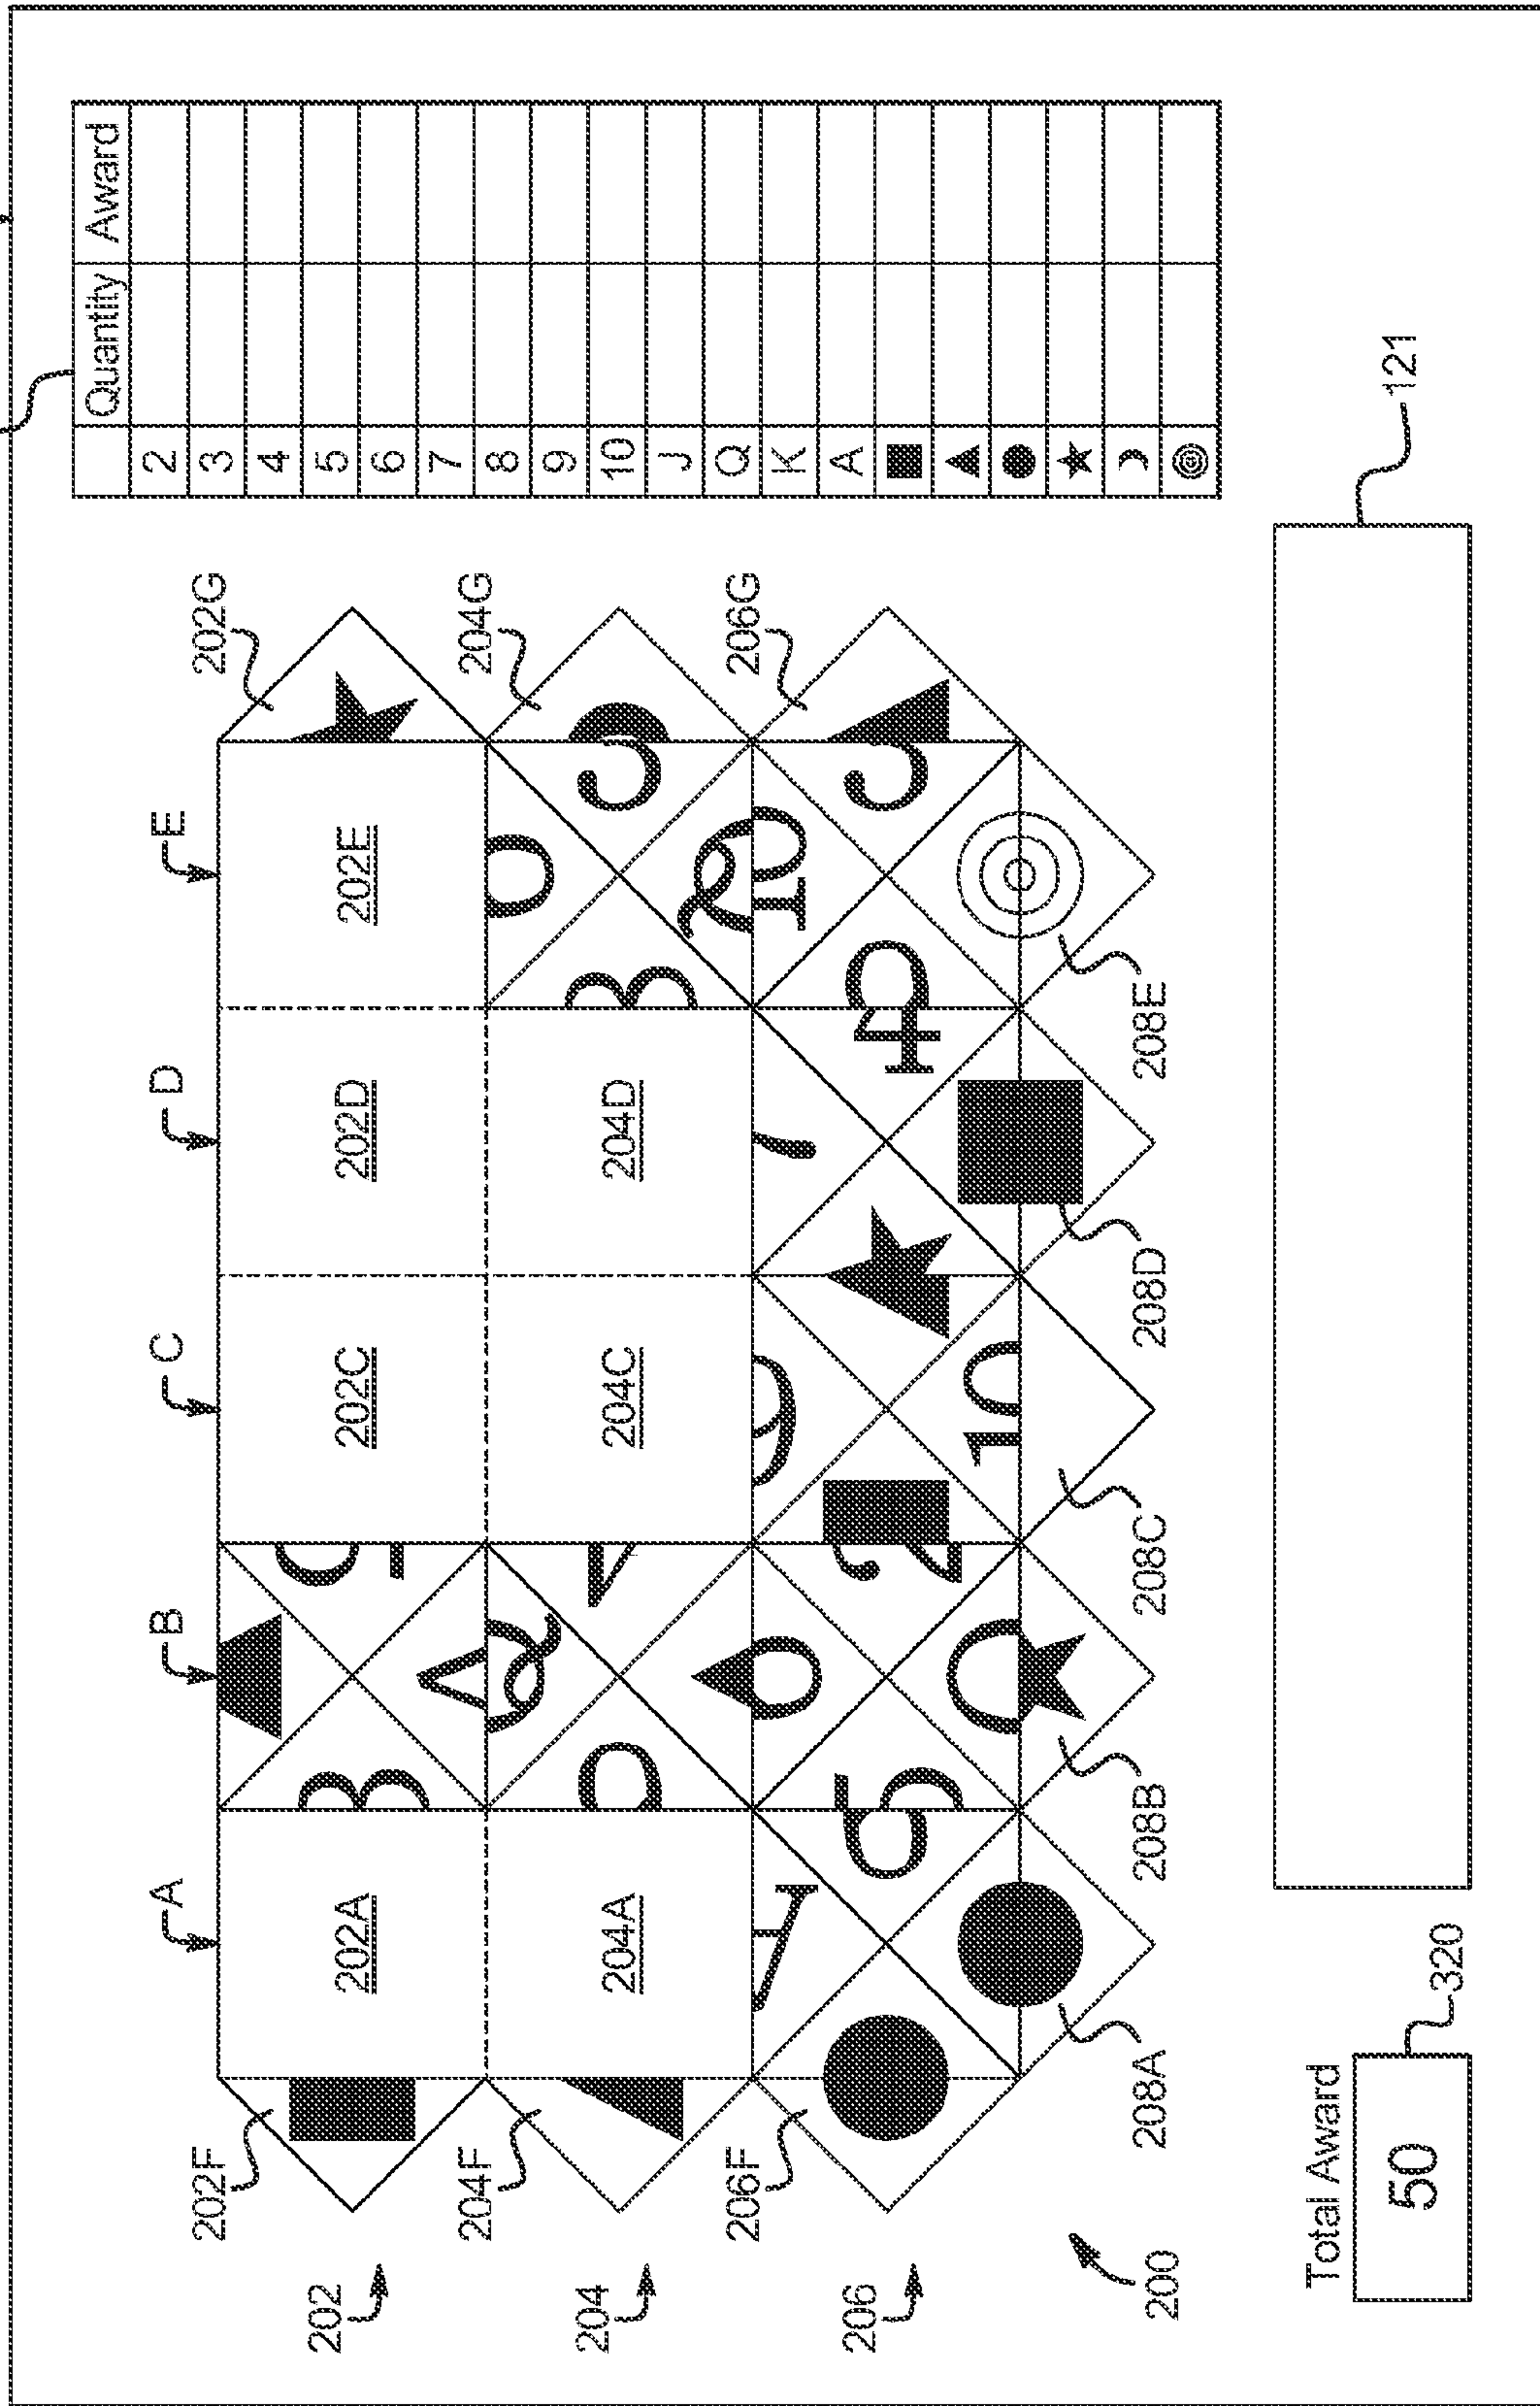 A B C D E
202F 202G
202 202A 202C 202D 202E
204F 204G
204 204A 204C 204D
206F 206G
206
200 208A 208B 208C 208D 208E
Quantity Award
2
3
4
5
6
7
8
9
10
J
Q
K
A
Total Award
50
320
121